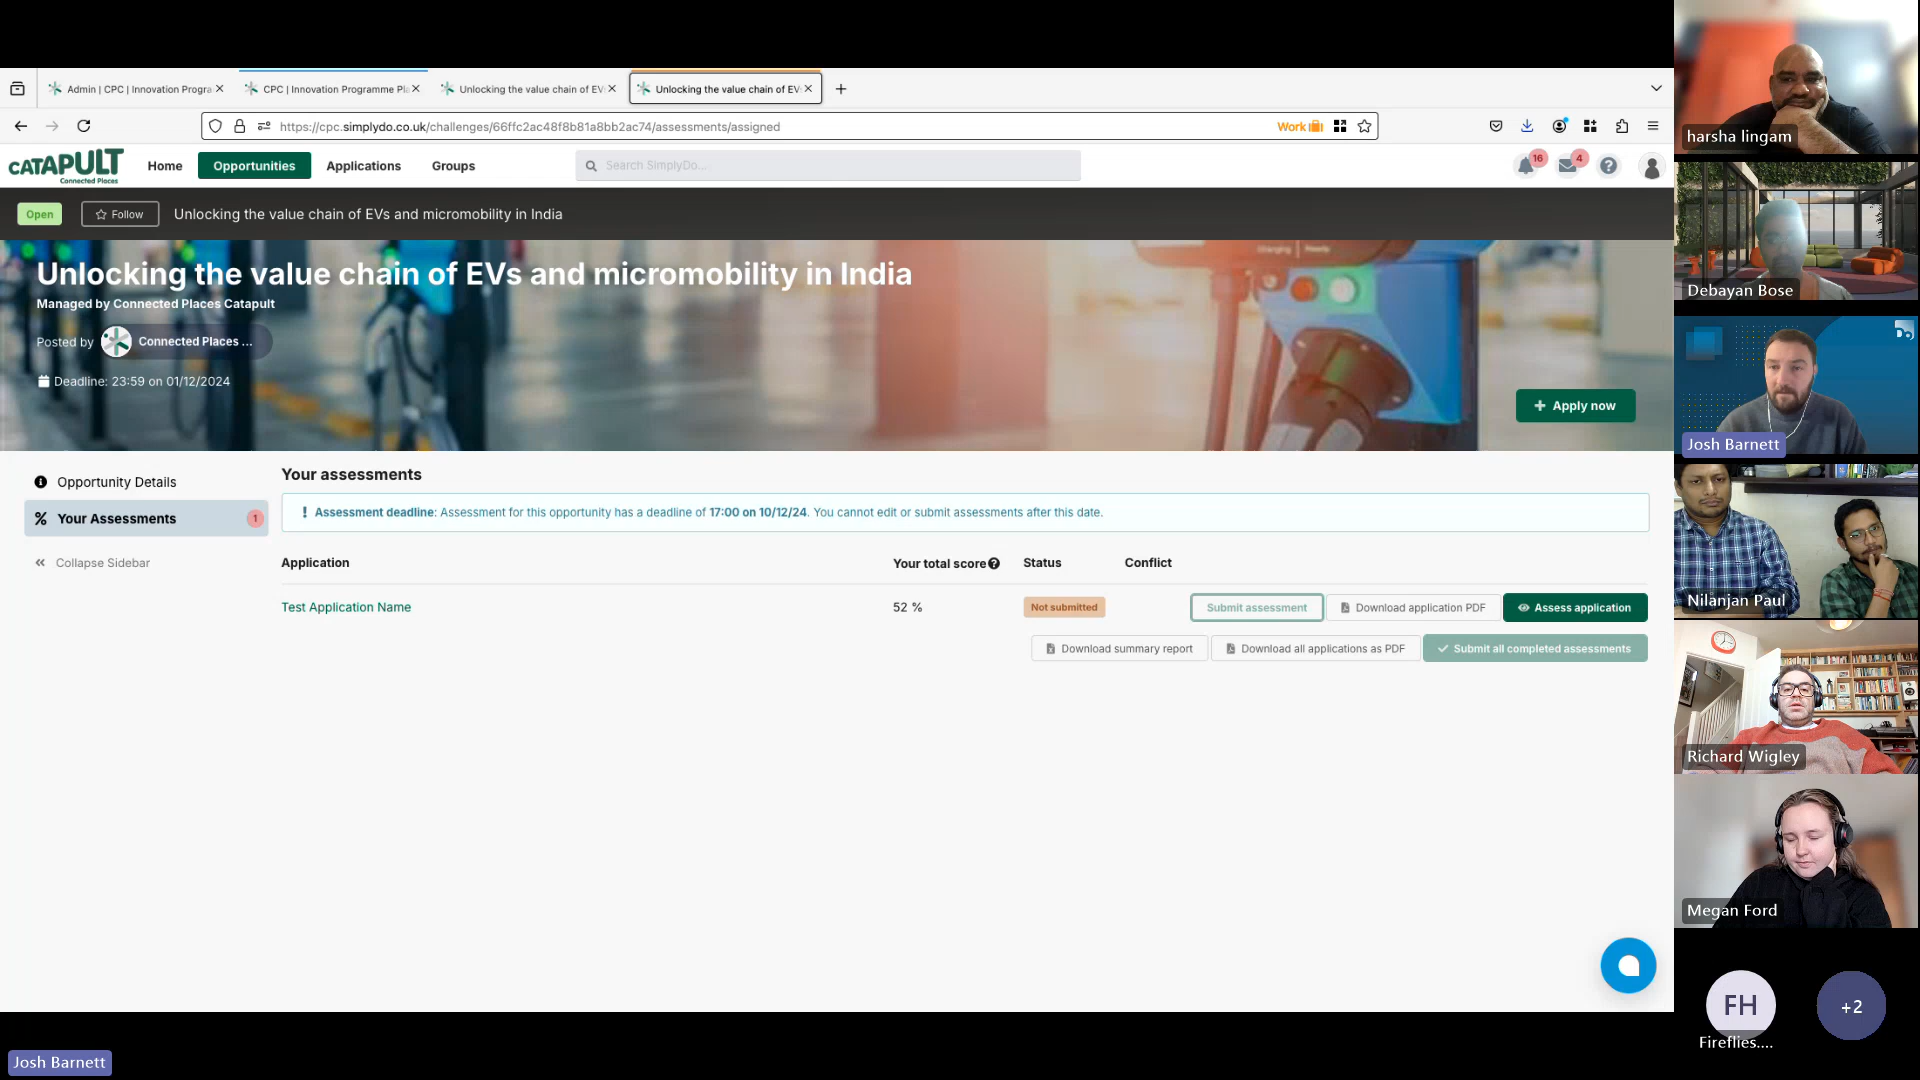 Admin | CPC | Innovation Progra
CPC | Innovation Programme Pl
Unlocking the value chain of EV
Unlocking the value chain of EV
https://cpc.simplydo.co.uk/challenges/66ffc2ac48f8b81a8bb2ac74/assessments/assigned
Work
CATAPULT
Connected Places
Home
Opportunities
Applications
Groups
Search SimplyDo...
16
4
Open
Follow
Unlocking the value chain of EVs and micromobility in India
Unlocking the value chain of EVs and micromobility in India
Managed by Connected Places Catapult
Posted by
Connected Places ...
Deadline: 23:59 on 01/12/2024
Apply now
Opportunity Details
Your Assessments
1
Collapse Sidebar
Your assessments
Assessment deadline: Assessment for this opportunity has a deadline of 17:00 on 10/12/24. You cannot edit or submit assessments after this date.
Application
Your total score
Status
Conflict
Test Application Name
52 %
Not submitted
Submit assessment
Download application PDF
Assess application
Download summary report
Download all applications as PDF
Submit all completed assessments
harsha lingam
Debayan Bose
Josh Barnett
Nilanjan Paul
Richard Wigley
Megan Ford
FH
Fireflies....
+2
Josh Barnett